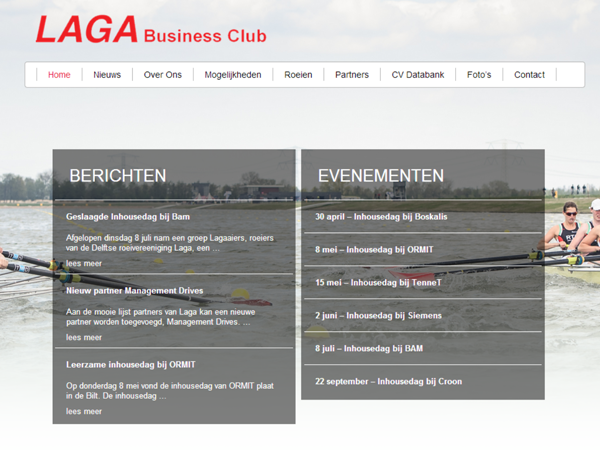 LAGA Business Club
Home Nieuws Over Ons Mogelijkheden Roeien Partners CV Databank Foto's Contact
BERICHTEN
Geslaagde Inhousedag bij Bam
Afgelopen dinsdag 8 juli nam een groep Lagaaiers, roeiers
van de Delftse roeivereeniging Laga, een ...
lees meer
Nieuw partner Management Drives
Aan de mooie lijst partners van Laga kan een nieuwe
partner worden toegevoegd, Management Drives. ...
lees meer
Leerzame inhousedag bij ORMIT
Op donderdag 8 mei vond de inhousedag van ORMIT plaat
in de Bilt. De inhousedag ...
lees meer
EVENEMENTEN
30 april – Inhousedag bij Boskalis
8 mei – Inhousedag bij ORMIT
15 mei – Inhousedag bij TenneT
2 juni – Inhousedag bij Siemens
8 juli – Inhousedag bij BAM
22 september – Inhousedag bij Croon